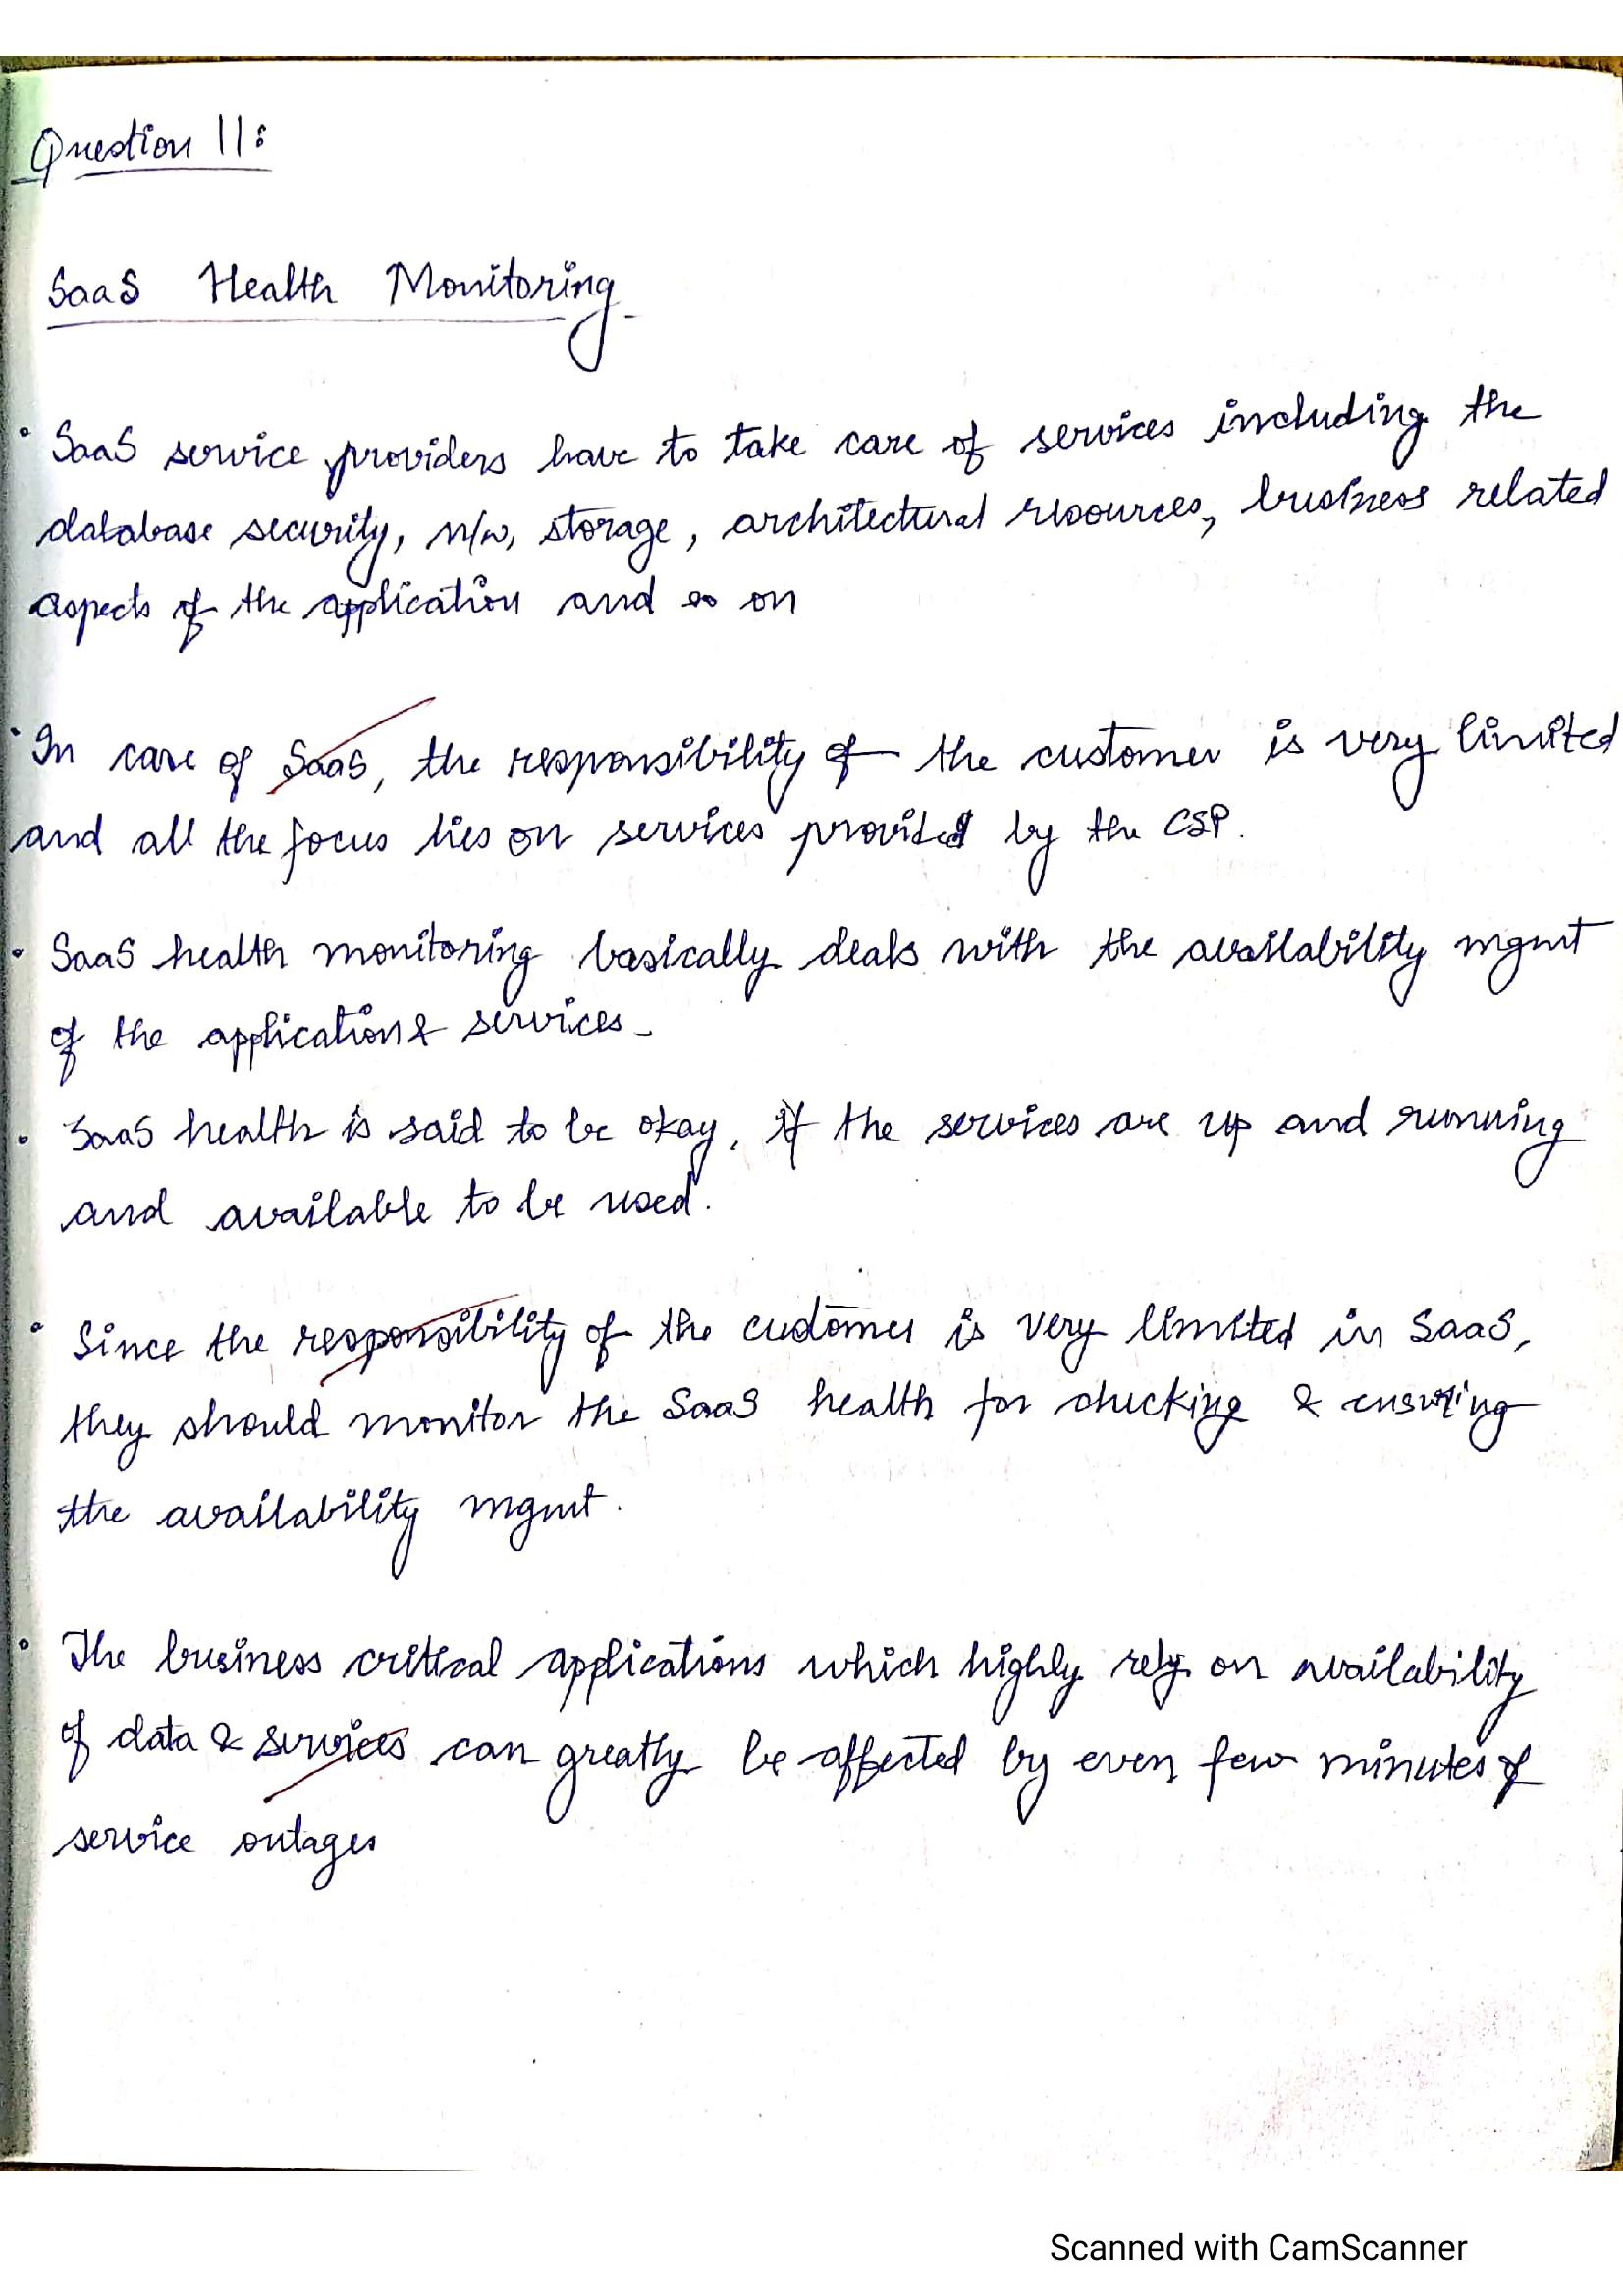 Question 11:
SaaS Health Monitoring
• SaaS service providers have to take care of services including the
database security, n/w, storage, architectural resources, business related
aspects of the application and so on
• In case of SaaS, the responsibility of the customer is very limited
and all the focus lies on services provided by the CSP.
• SaaS health monitoring basically deals with the availability mgmt
of the application & services.
• SaaS health is said to be okay, if the services are up and running
and available to be used.
• Since the responsibility of the customer is very limited in SaaS,
they should monitor the SaaS health for checking & ensuring
the availability mgmt.
• The business critical applications which highly rely on availability
of data & services can greatly be affected by even few minutes of
service outages
Scanned with CamScanner